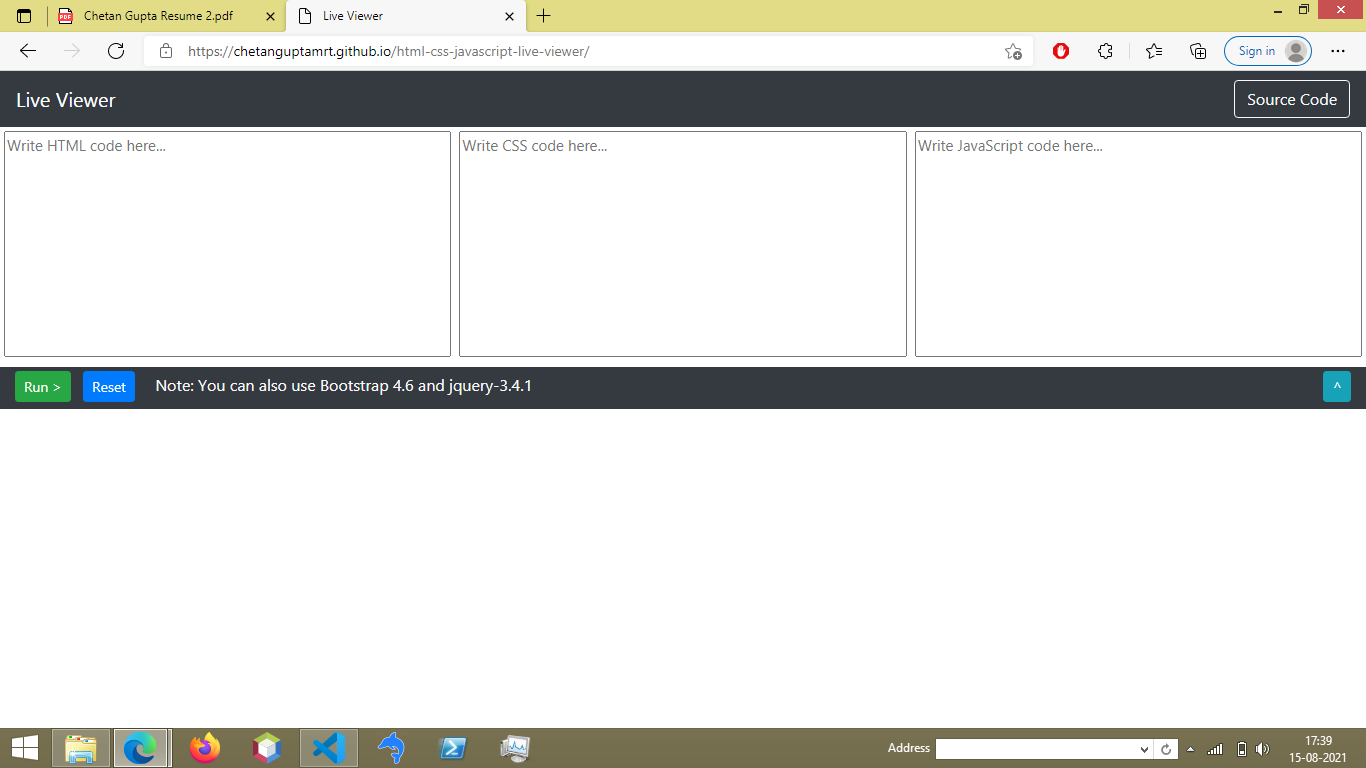 Chetan Gupta Resume 2.pdf
Live Viewer
https://chetanguptamrt.github.io/html-css-javascript-live-viewer/
Sign in
Live Viewer
Source Code
Write HTML code here...
Write CSS code here...
Write JavaScript code here...
Run >
Reset
Note: You can also use Bootstrap 4.6 and jquery-3.4.1
^
Address
17:39
15-08-2021